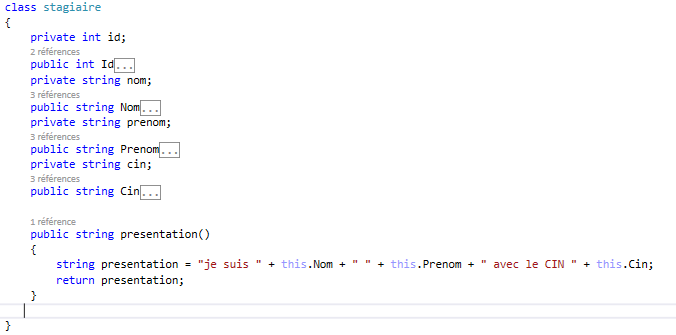 class stagiaire
{
private int id;
2 références
public int Id...
private string nom;
3 références
public string Nom...
private string prenom;
3 références
public string Prenom...
private string cin;
3 références
public string Cin...
1 référence
public string presentation()
{
string presentation = "je suis " + this.Nom + " " + this.Prenom + " avec le CIN " + this.Cin;
return presentation;
}
}